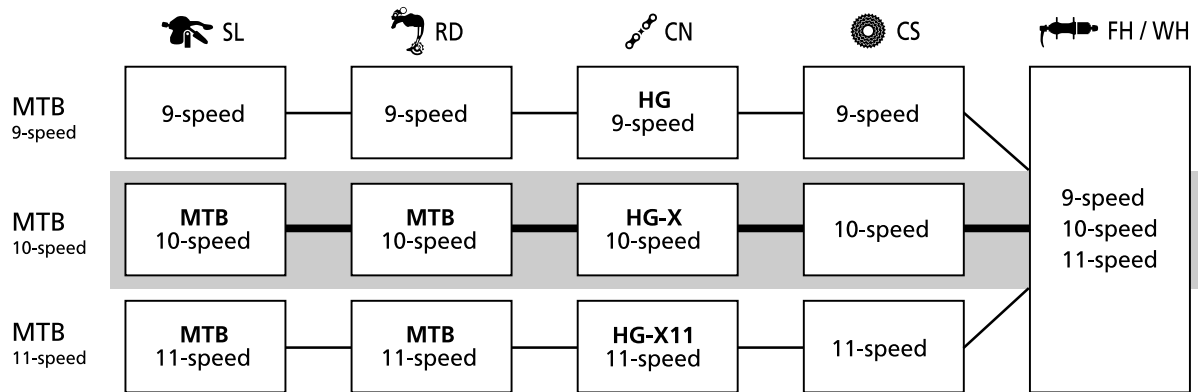 SL RD CN CS FH / WH
MTB
9-speed
9-speed
9-speed
HG
9-speed
9-speed
MTB
10-speed
MTB
10-speed
MTB
10-speed
HG-X
10-speed
10-speed
9-speed
10-speed
11-speed
MTB
11-speed
MTB
11-speed
MTB
11-speed
HG-X11
11-speed
11-speed